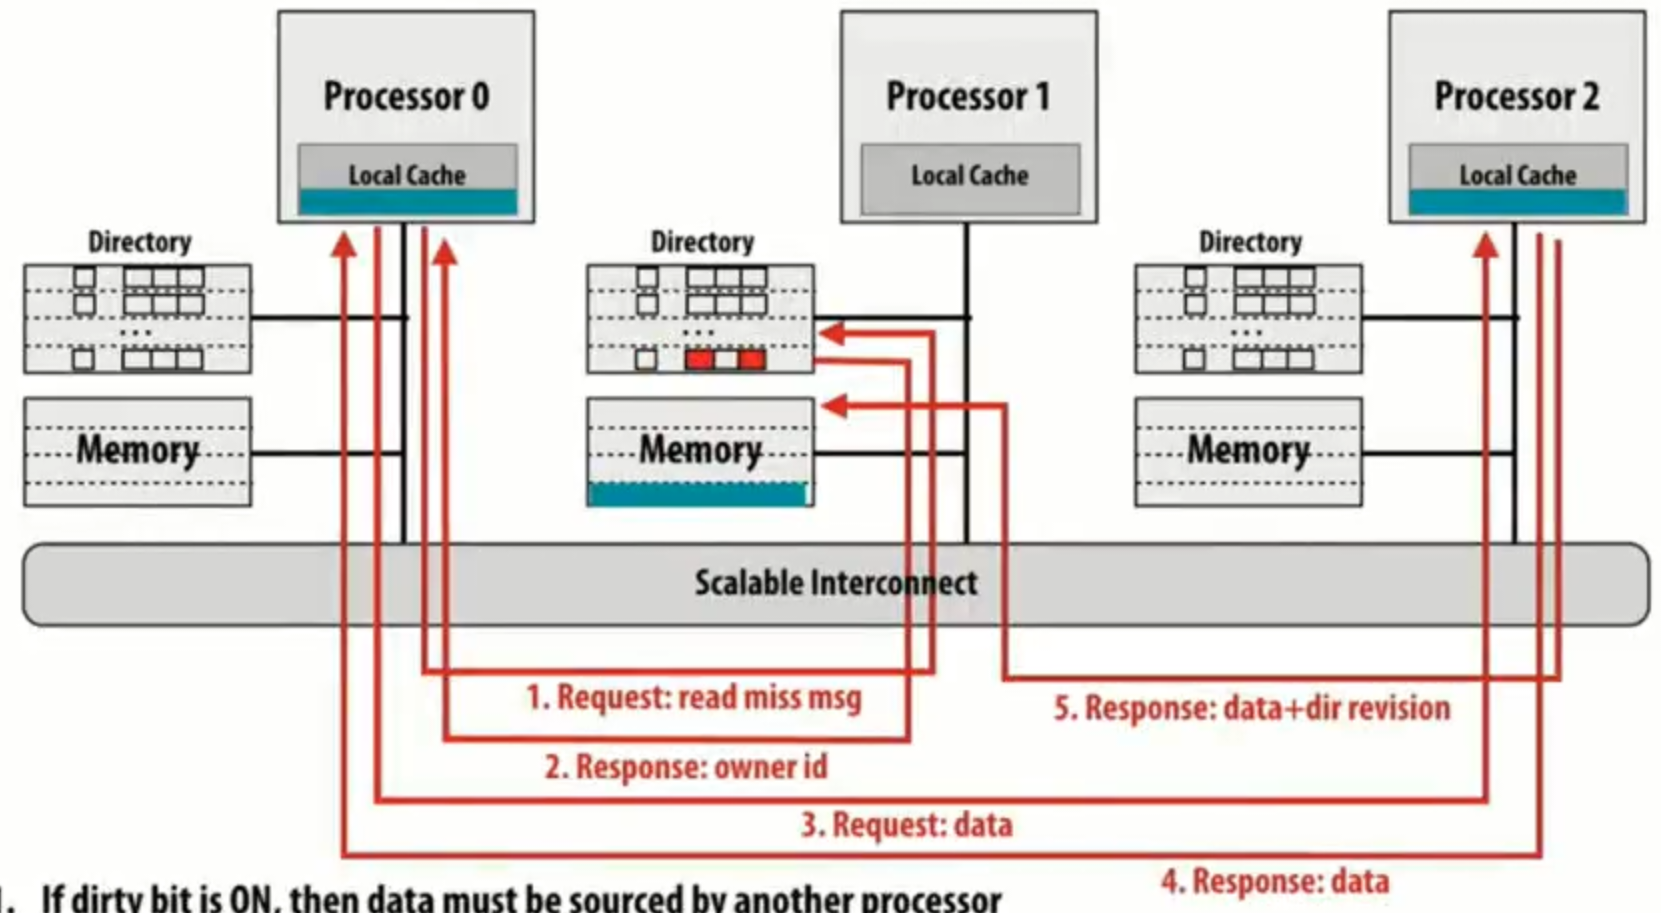 Processor 0
Processor 1
Processor 2
Local Cache
Local Cache
Local Cache
Directory
Directory
Directory
...
...
...
Memory
Memory
Memory
Scalable Interconnect
1. Request: read miss msg
5. Response: data+dir revision
2. Response: owner id
3. Request: data
4. Response: data
1. If dirty bit is ON, then data must be sourced by another processor